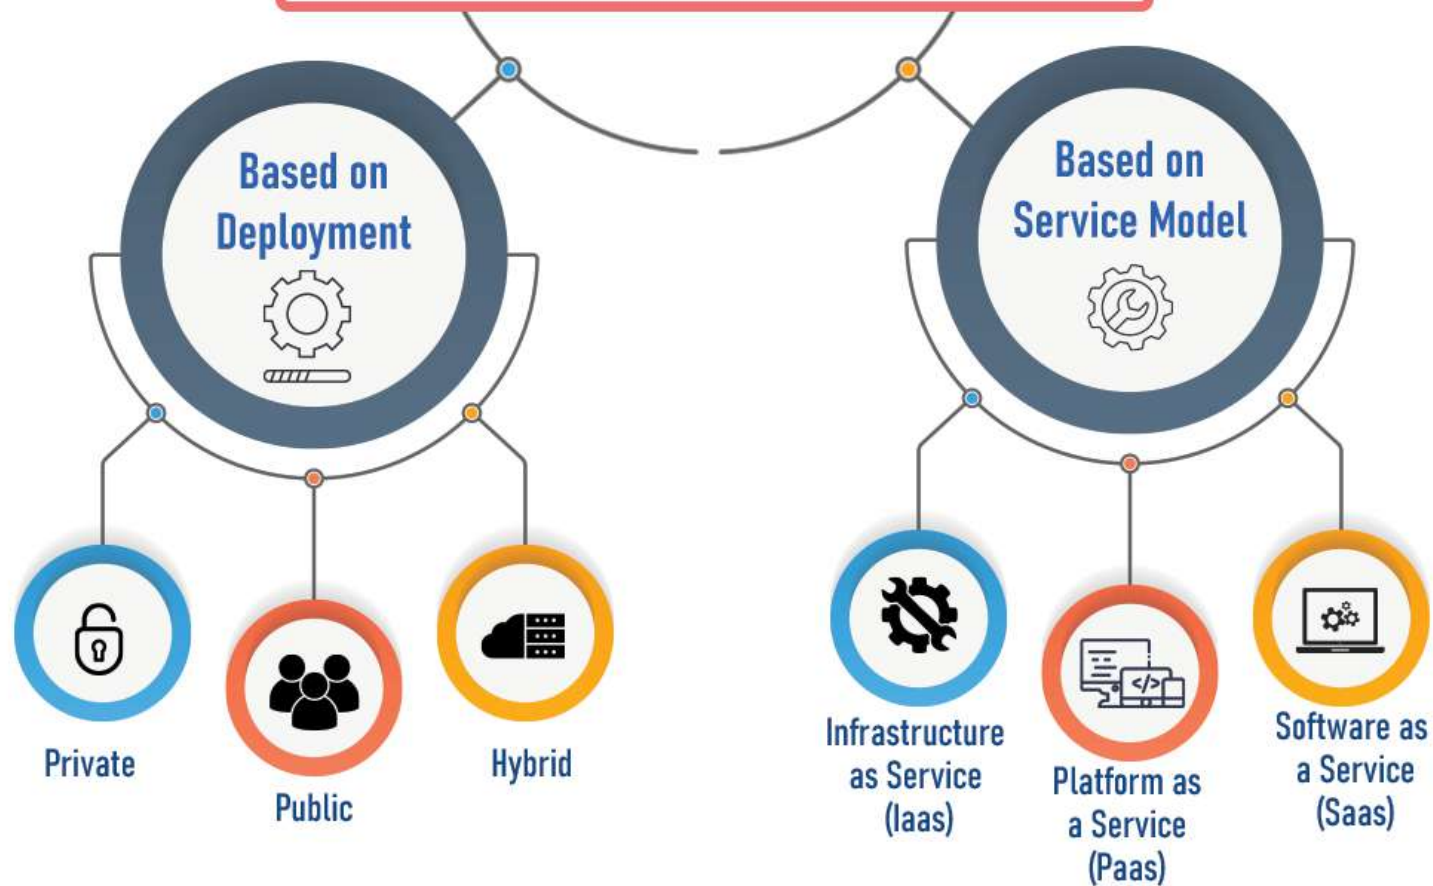 Based on
Deployment
Based on
Service Model
Private
Public
Hybrid
Infrastructure
as Service
(Iaas)
Platform as
a Service
(Paas)
Software as
a Service
(Saas)